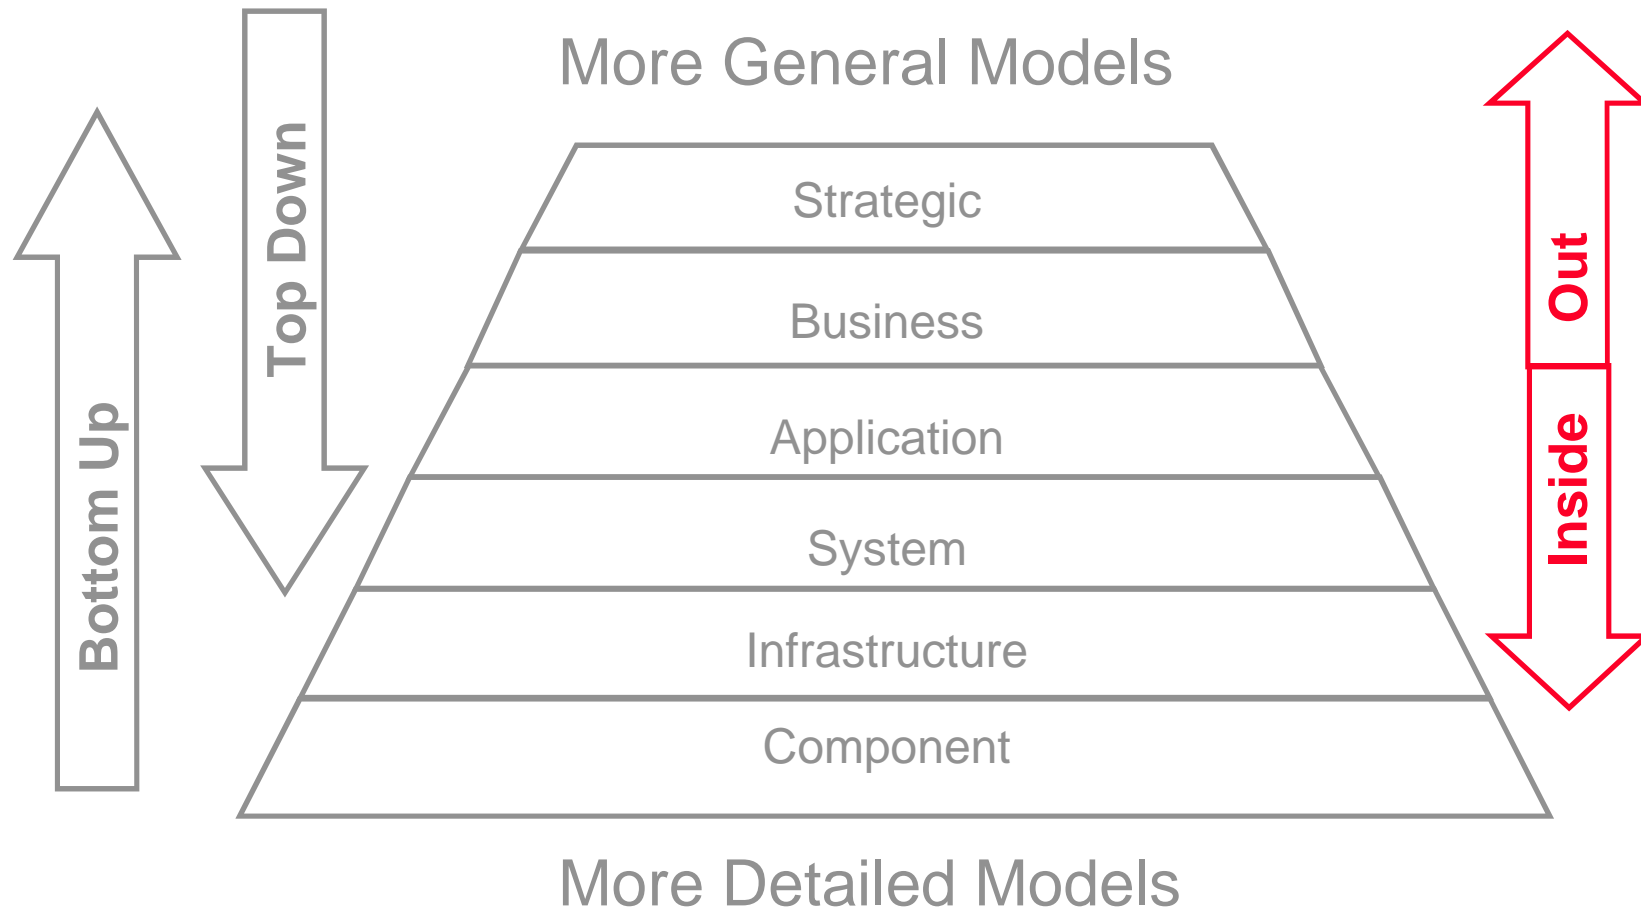 More General Models
Bottom Up
Top Down
Strategic
Business
Application
System
Infrastructure
Component
Out
Inside
More Detailed Models